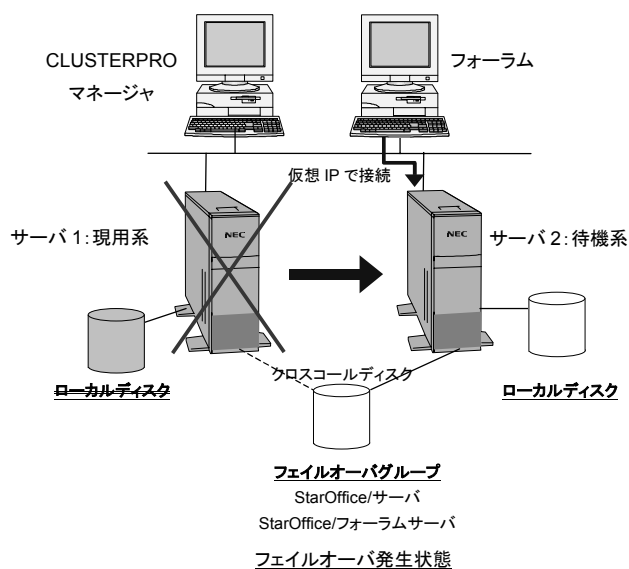 CLUSTERPRO
マネージャ
フォーラム
仮想 IP で接続
サーバ 1：現用系
NEC
NEC
サーバ 2：待機系
クロスコールディスク
ローカルディスク
ローカルディスク
フェイルオーバグループ
StarOffice/サーバ
StarOffice/フォーラムサーバ
フェイルオーバ発生状態